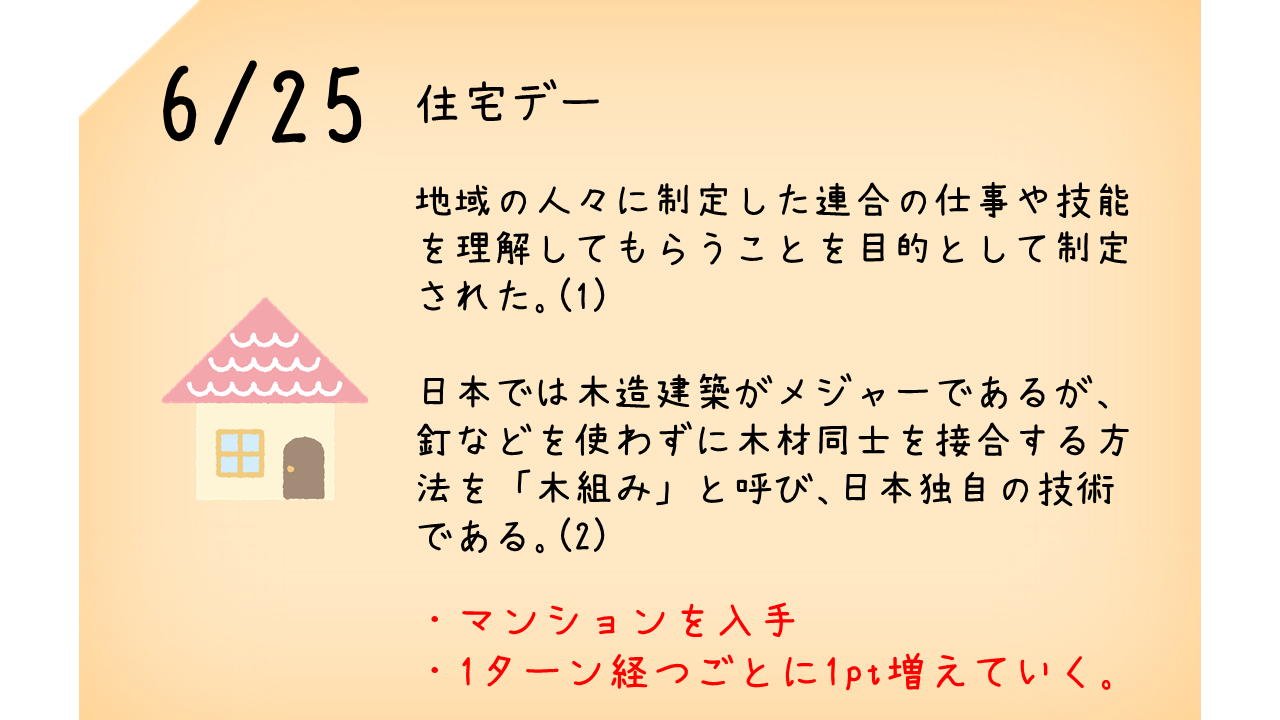 6/25 住宅デー
地域の人々に制定した連合の仕事や技能
を理解してもらうことを目的として制定
された。(1)
日本では木造建築がメジャーであるが、
釘などを使わずに木材同士を接合する方
法を「木組み」と呼び、日本独自の技術
である。(2)
・マンションを入手
・1ターン経つごとに1pt増えていく。